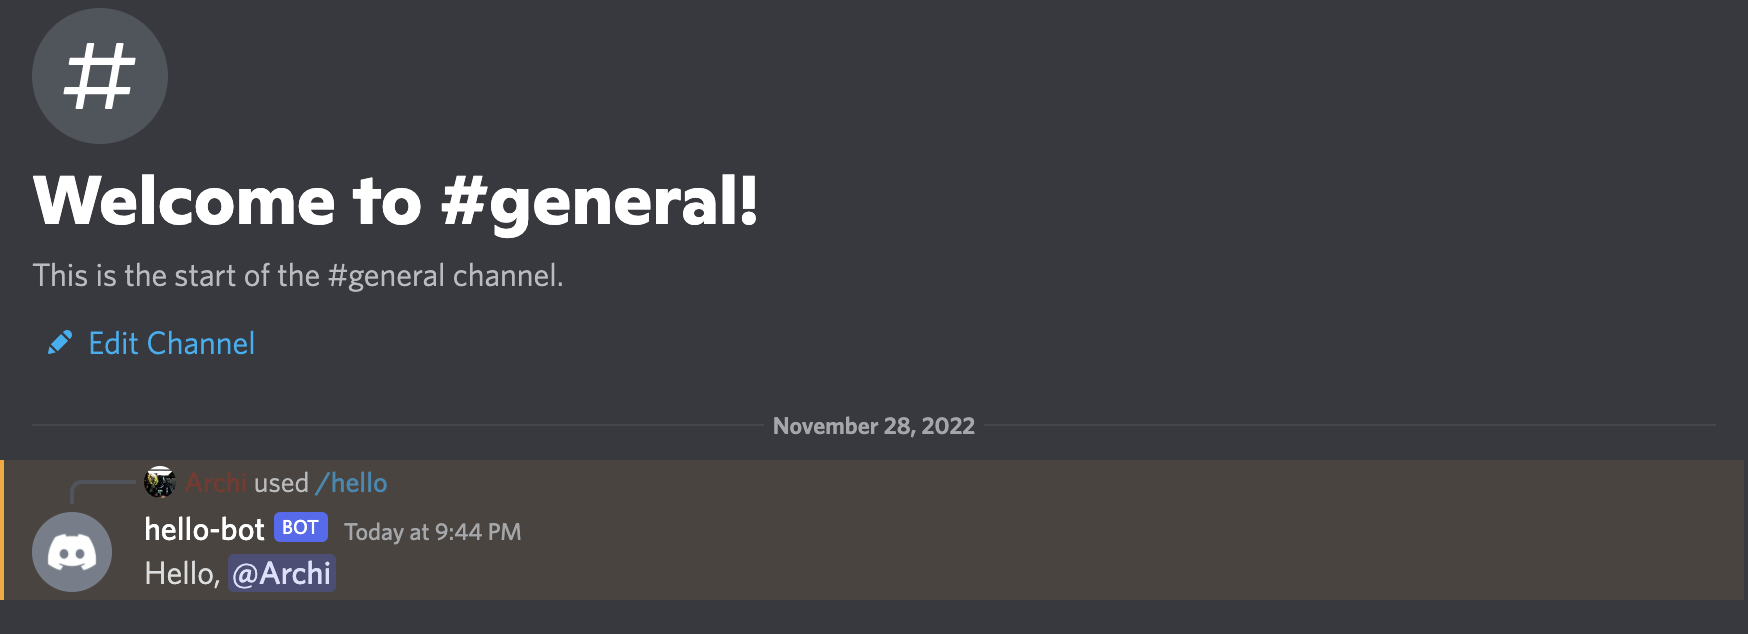 #
Welcome to #general!
This is the start of the #general channel.
Edit Channel
November 28, 2022
Archi used /hello
hello-bot BOT Today at 9:44 PM
Hello, @Archi